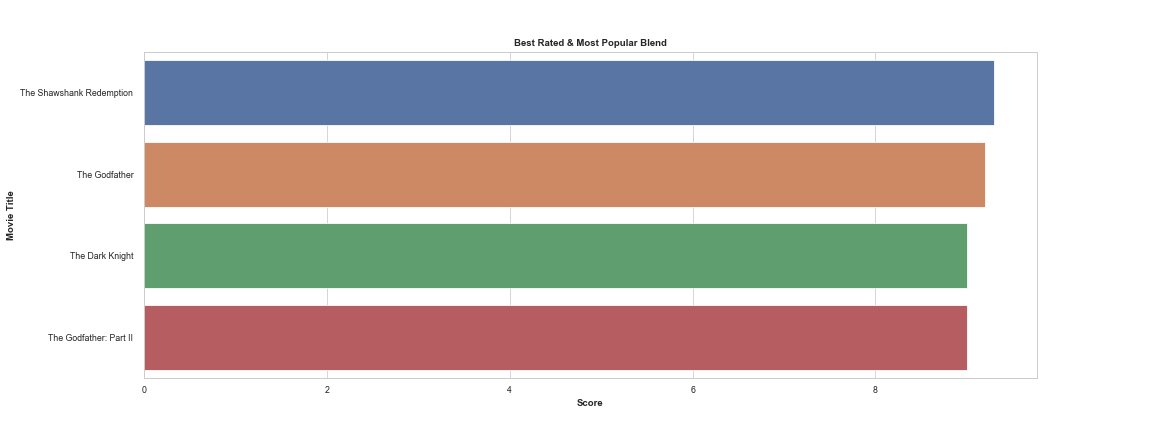 Best Rated & Most Popular Blend
Movie Title
The Shawshank Redemption
The Godfather
The Dark Knight
The Godfather: Part II
0 2 4 6 8
Score